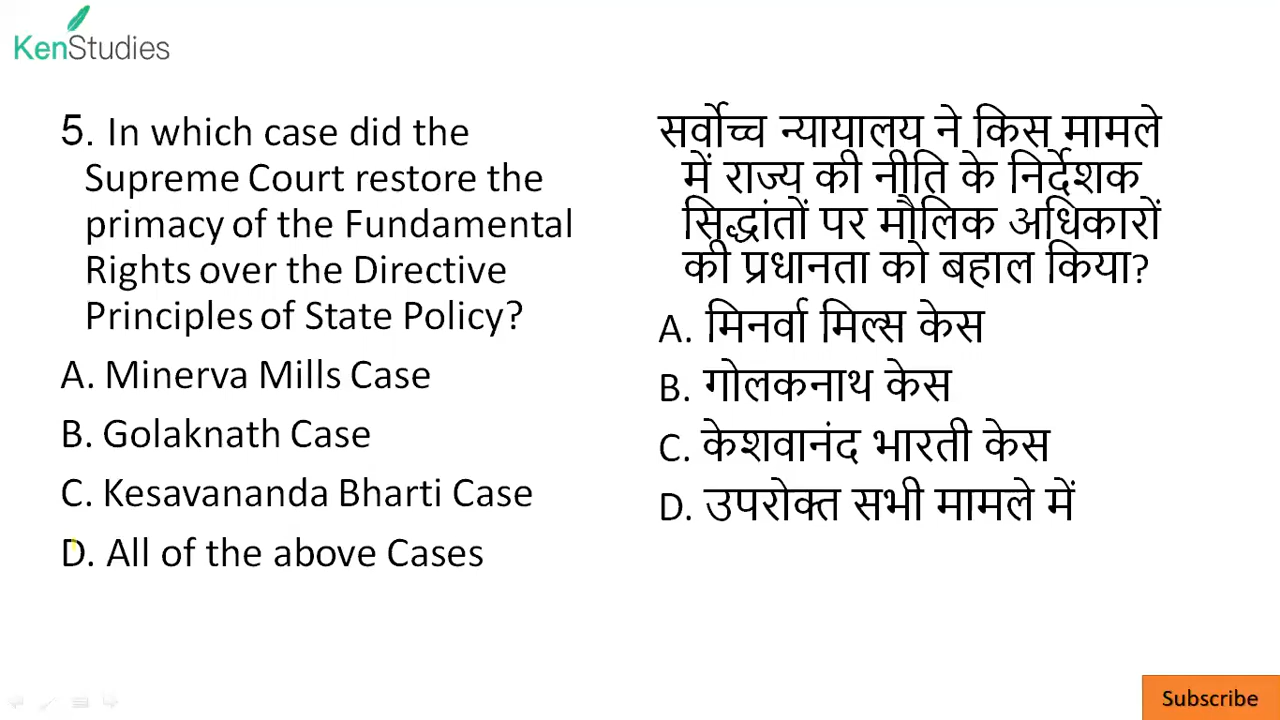 KenStudies
5. In which case did the
Supreme Court restore the
primacy of the Fundamental
Rights over the Directive
Principles of State Policy?
A. Minerva Mills Case
B. Golaknath Case
C. Kesavananda Bharti Case
D. All of the above Cases
सर्वोच्च न्यायालय ने किस मामले
में राज्य की नीति के निर्देशक
सिद्धांतों पर मौलिक अधिकारों
की प्रधानता को बहाल किया?
A. मिनर्वा मिल्स केस
B. गोलकनाथ केस
C. केशवानंद भारती केस
D. उपरोक्त सभी मामले में
Subscribe